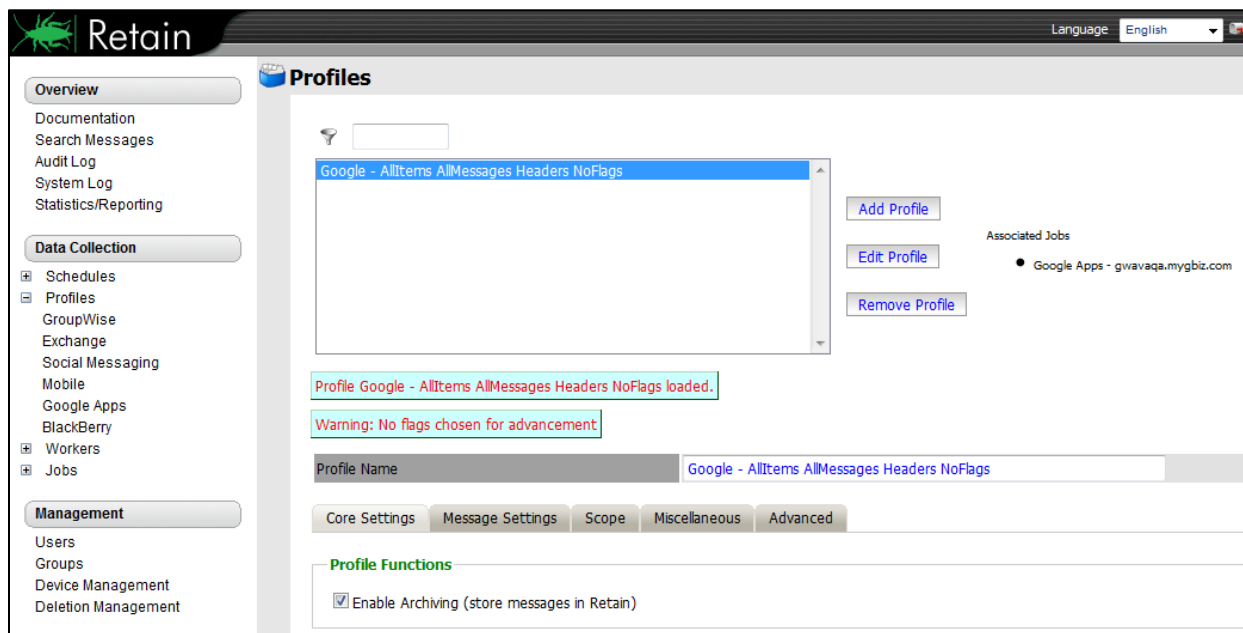 Retain
Language English
Profiles
Overview
Documentation
Search Messages
Audit Log
System Log
Statistics/Reporting
Data Collection
Schedules
Profiles
GroupWise
Exchange
Social Messaging
Mobile
Google Apps
BlackBerry
Workers
Jobs
Management
Users
Groups
Device Management
Deletion Management
Google - AllItems AllMessages Headers NoFlags
Add Profile
Edit Profile
Remove Profile
Associated Jobs
Google Apps - gwavaqa.mygbiz.com
Profile Google - AllItems AllMessages Headers NoFlags loaded.
Warning: No flags chosen for advancement
Profile Name Google - AllItems AllMessages Headers NoFlags
Core Settings Message Settings Scope Miscellaneous Advanced
Profile Functions
Enable Archiving (store messages in Retain)